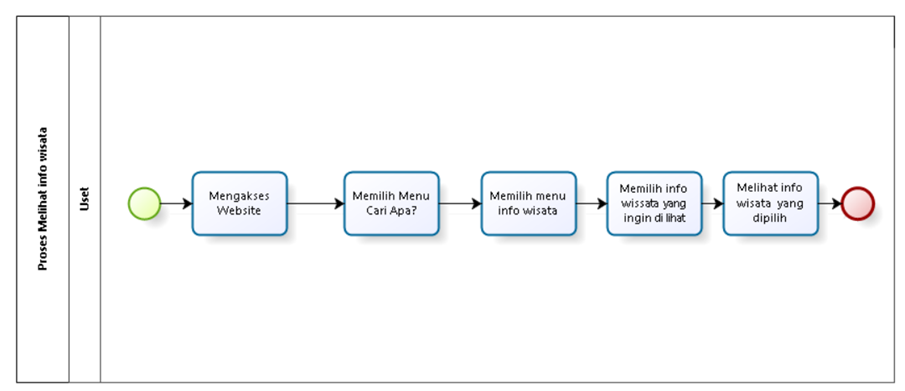 Proses Melihat info wisata
Uset
Mengakses
Website
Memilih Menu
Cari Apa?
Memilih menu
info wisata
Memilih info
wissata yang
ingin di lihat
Melihat info
wisata yang
dipilih